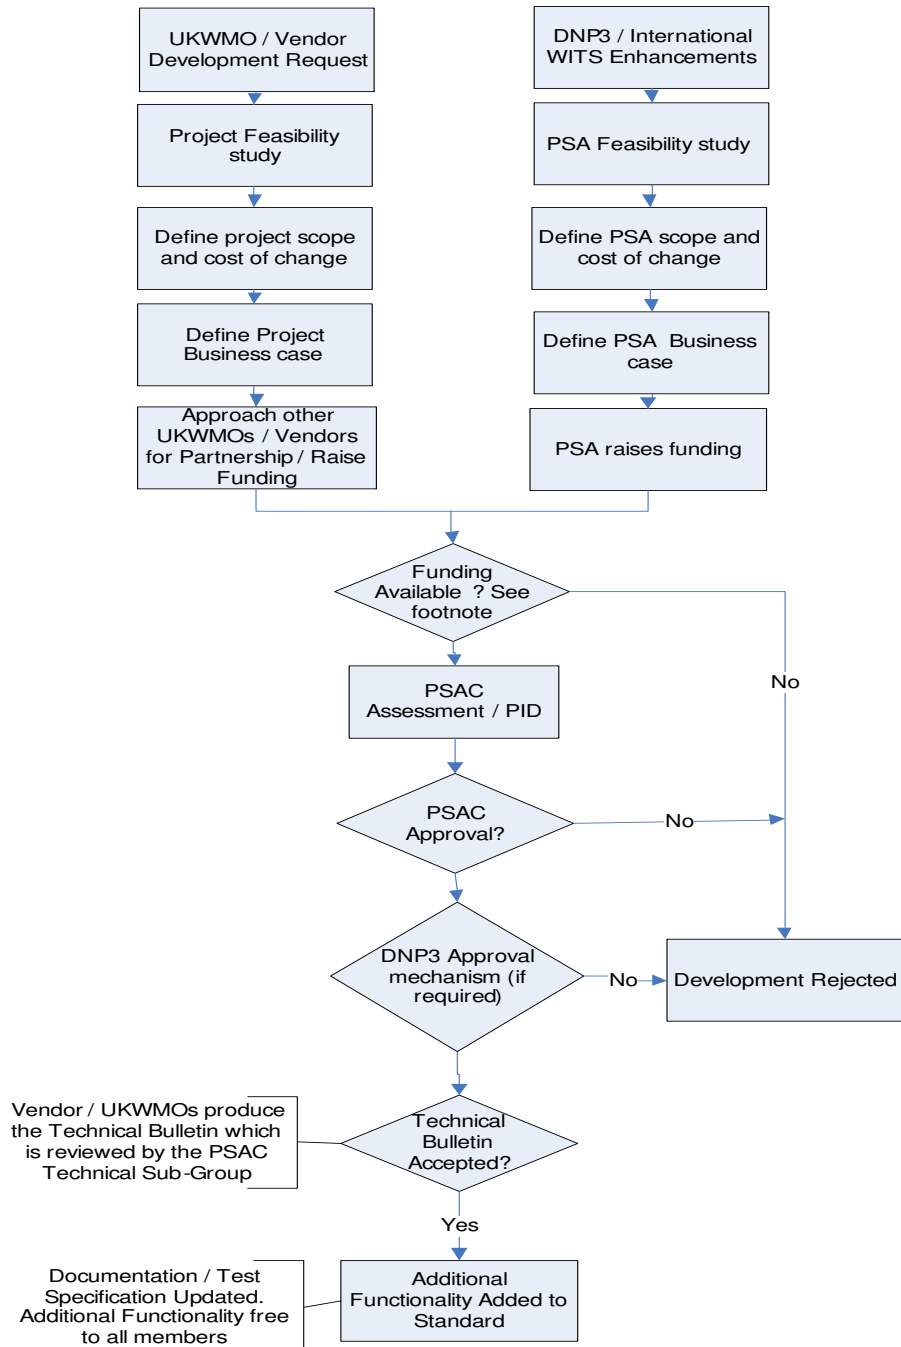 UKWMO / Vendor
Development Request
DNP3 / International
WITS Enhancements
Project Feasibility
study
PSA Feasibility study
Define project scope
and cost of change
Define PSA scope and
cost of change
Define Project
Business case
Define PSA  Business
case
Approach other
UKWMOs / Vendors
for Partnership / Raise
Funding
PSA raises funding
Funding
Available  ? See
footnote
No
PSAC
Assessment / PID
PSAC
Approval?
No
DNP3 Approval
mechanism (if
required)
No
Development Rejected
Vendor / UKWMOs produce
the Technical Bulletin which
is reviewed by the PSAC
Technical Sub-Group
Technical
Bulletin
Accepted?
Yes
Documentation / Test
Specification Updated.
Additional Functionality free
to all members
Additional
Functionality Added to
Standard